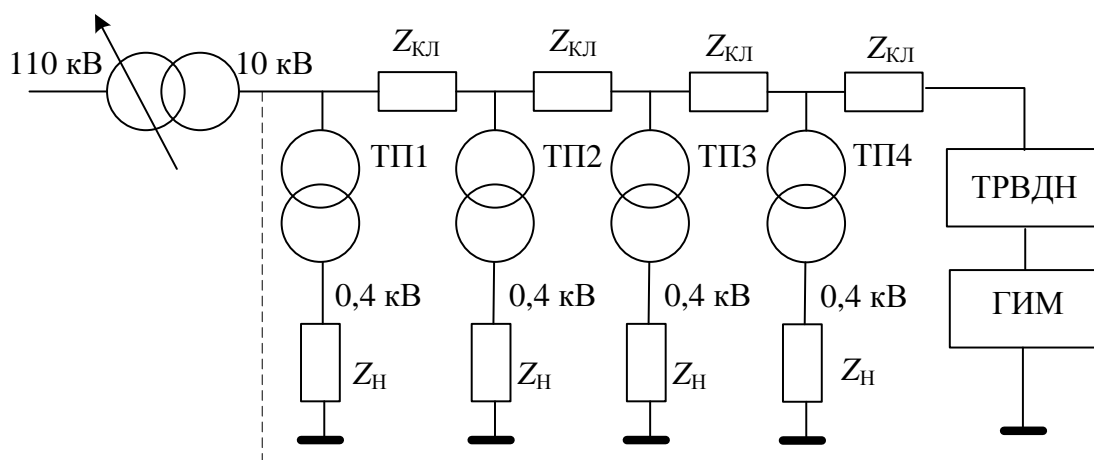 110 кВ
10 кВ
ZКЛ
ZКЛ
ZКЛ
ZКЛ
ТП1
ТП2
ТП3
ТП4
ТРВДН
0,4 кВ
0,4 кВ
0,4 кВ
0,4 кВ
ГИМ
ZН
ZН
ZН
ZН